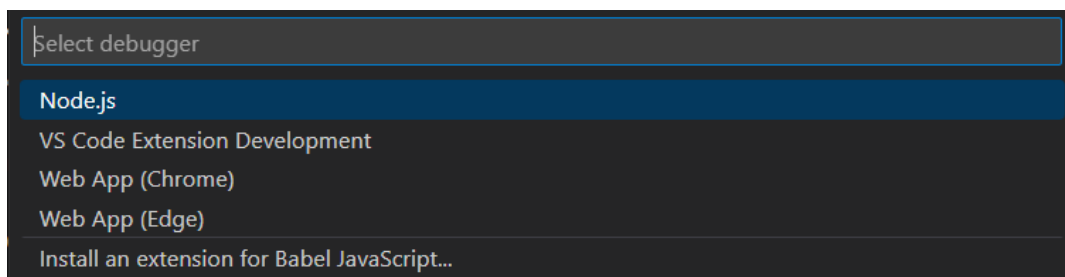 Select debugger
Node.js
VS Code Extension Development
Web App (Chrome)
Web App (Edge)
Install an extension for Babel JavaScript...